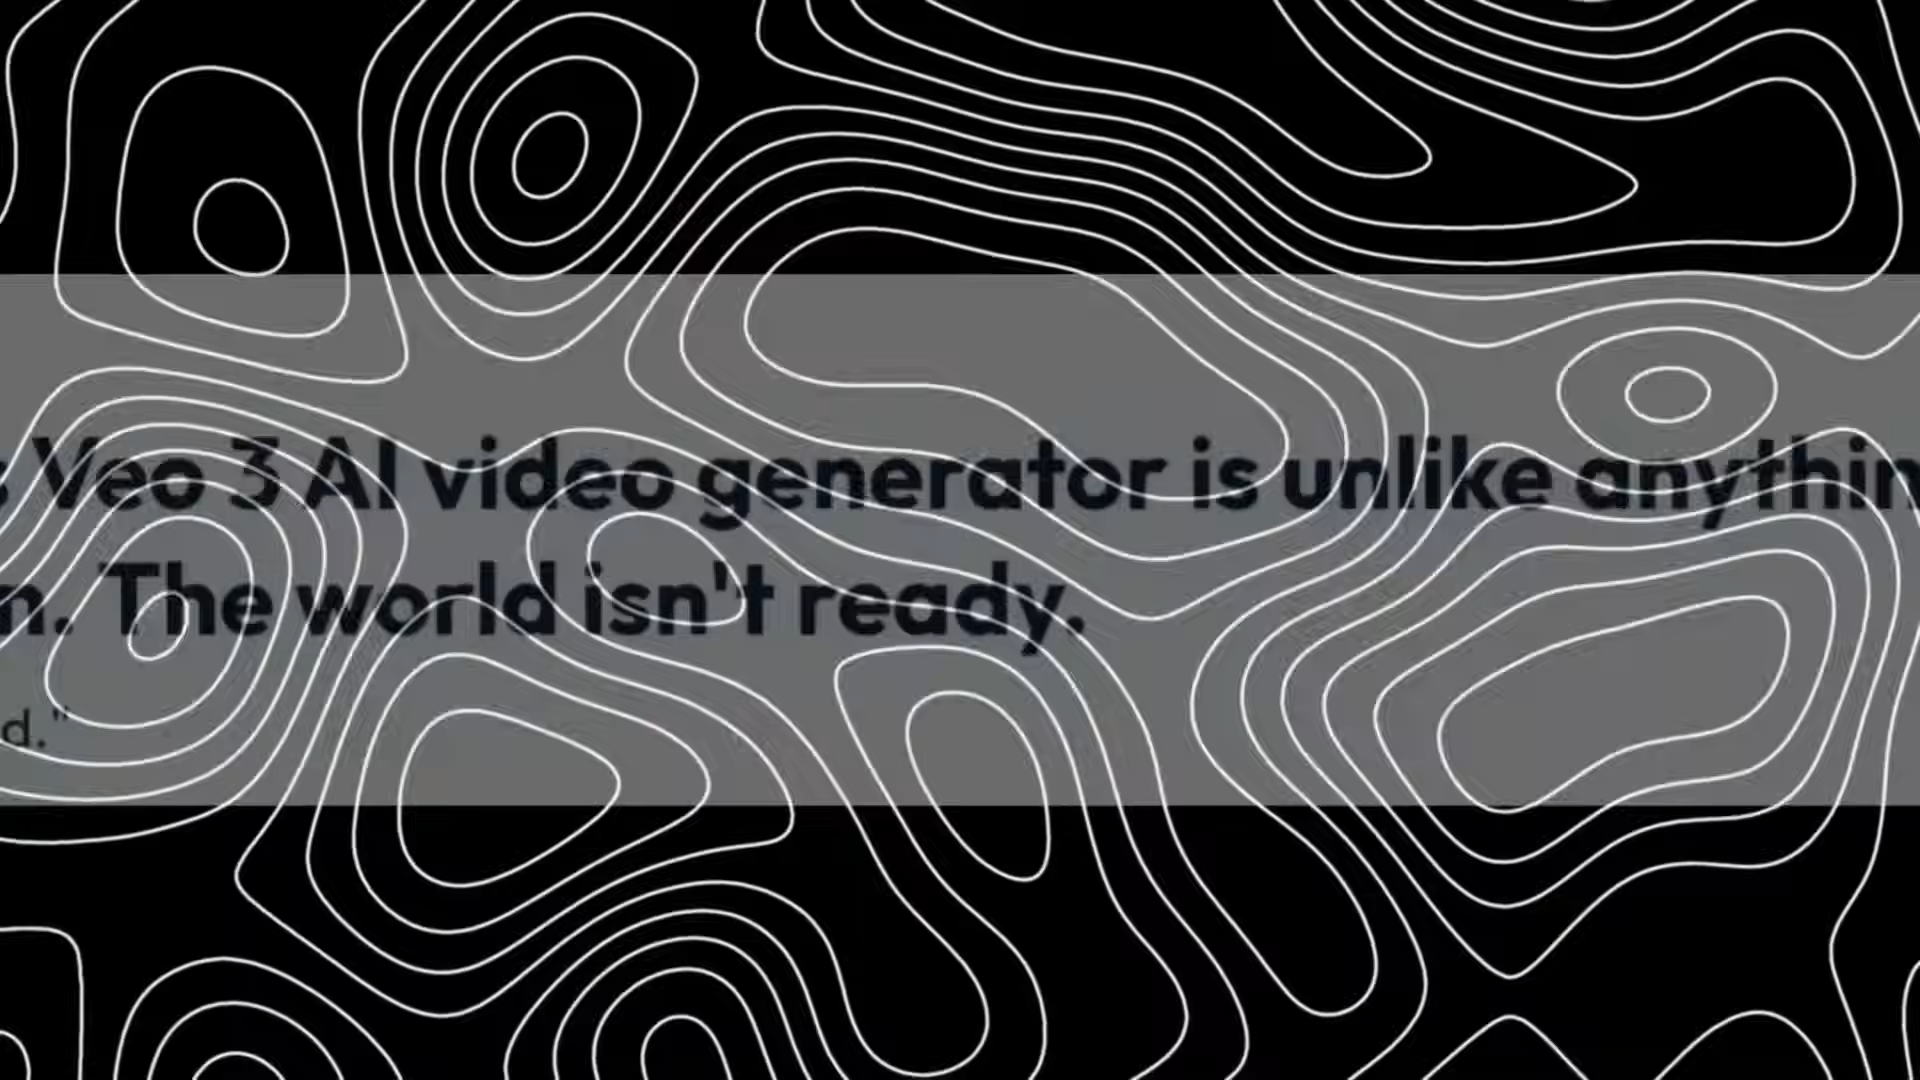 : Veo 3 AI video generator is unlike anythin
n. The world isn't ready.
d."